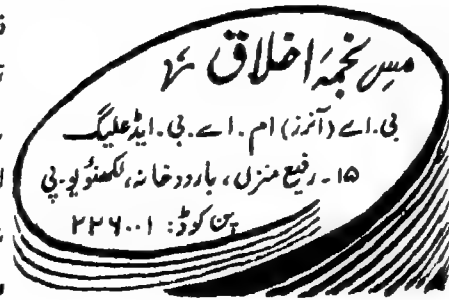 مس نجمہ اخلاق
بی۔اے (آنرز) ام۔اے۔بی۔ایڈ علیگ
۱۵۔ رفیع منزل، بارود خانہ، لکھنؤ یو۔پی
پن کوڈ: ۲۲۶۰۰۱